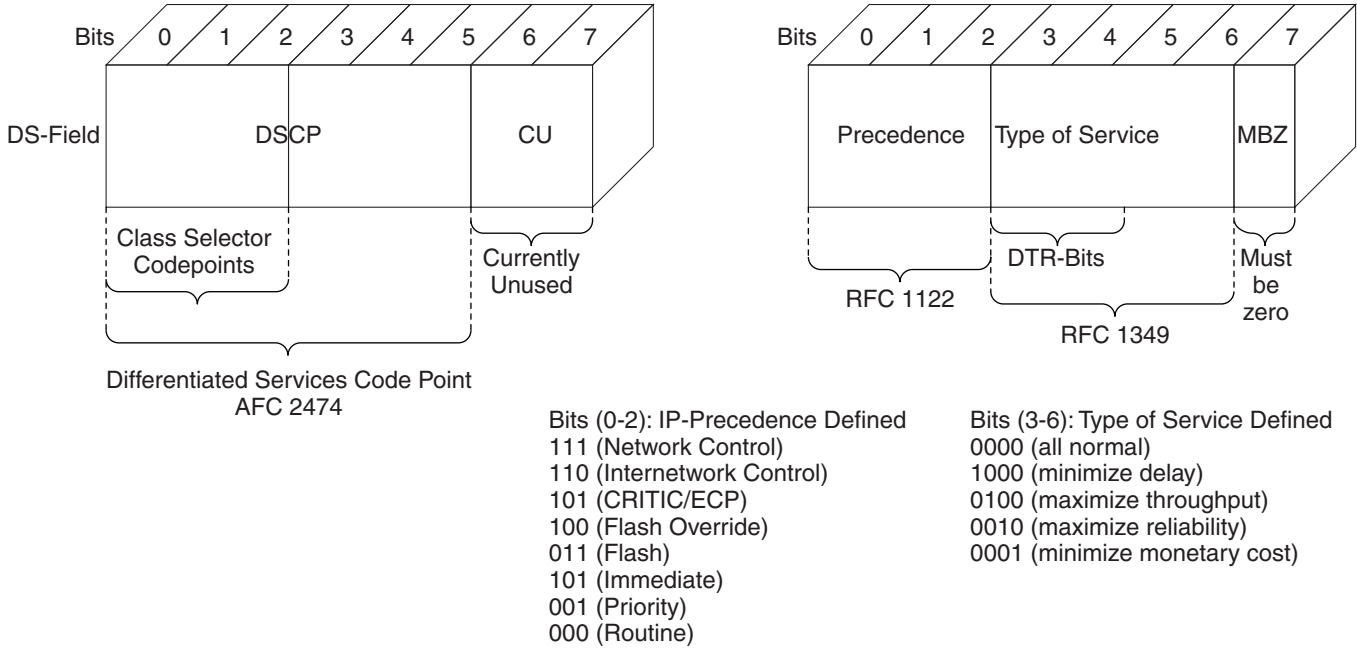 Bits 0 1 2 3 4 5 6 7
DS-Field
DSCP
CU
Class Selector
Codepoints
Currently
Unused
Differentiated Services Code Point
AFC 2474
Bits 0 1 2 3 4 5 6 7
Precedence
Type of Service
MBZ
DTR-Bits
Must
be
zero
RFC 1122
RFC 1349
Bits (0-2): IP-Precedence Defined
111 (Network Control)
110 (Internetwork Control)
101 (CRITIC/ECP)
100 (Flash Override)
011 (Flash)
101 (Immediate)
001 (Priority)
000 (Routine)
Bits (3-6): Type of Service Defined
0000 (all normal)
1000 (minimize delay)
0100 (maximize throughput)
0010 (maximize reliability)
0001 (minimize monetary cost)